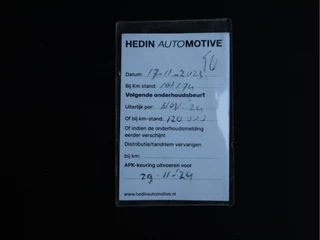 HEDIN AUTOMOTIVE
Datum: 17-11-2023
Bij Km stand:
Volgende onderhoudsbeurt
Uiterlijk per: NOV-'24
Of bij km-stand: 120.000
Of indien de onderhoudsmelding
eerder verschijnt
Distributie/tandriem vervangen
bij km:
APK-keuring uitvoeren voor
29-11-'24
www.hedinautomotive.nl